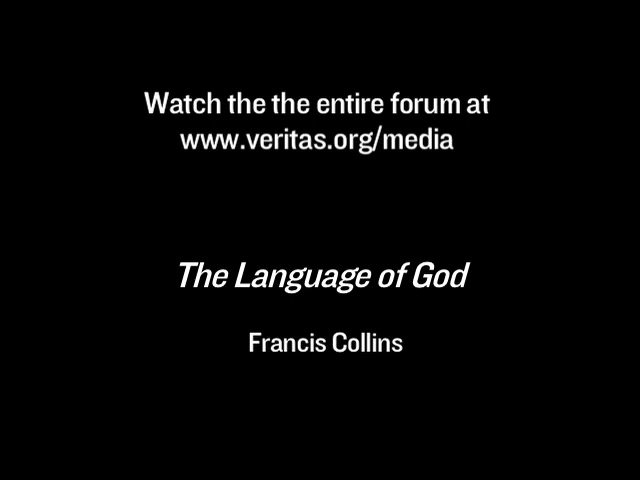 Watch the the entire forum at
www.veritas.org/media
The Language of God
Francis Collins